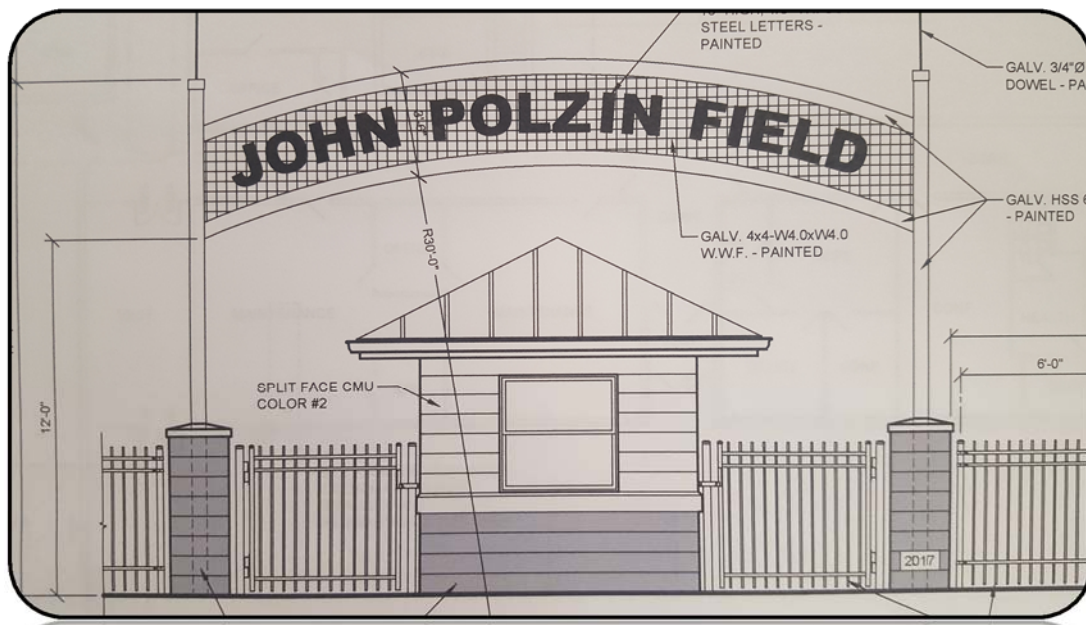 STEEL LETTERS -
PAINTED
GALV. 3/4"Ø
DOWEL - PA
JOHN POLZIN FIELD
R30'-0"
GALV. HSS 6
- PAINTED
GALV. 4x4-W4.0xW4.0
W.W.F. - PAINTED
6'-0"
SPLIT FACE CMU
COLOR #2
12'-0"
2017